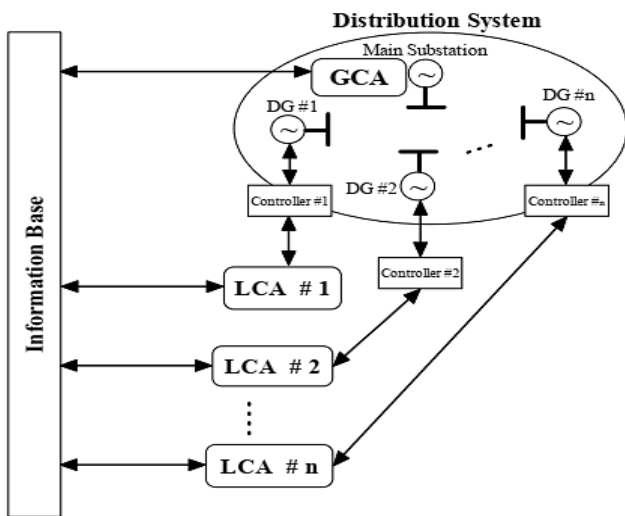 Distribution System
Main Substation
GCA
DG #1
DG #n
DG #2
Controller #1
Controller #n
Controller #2
LCA # 1
LCA # 2
LCA # n
Information Base